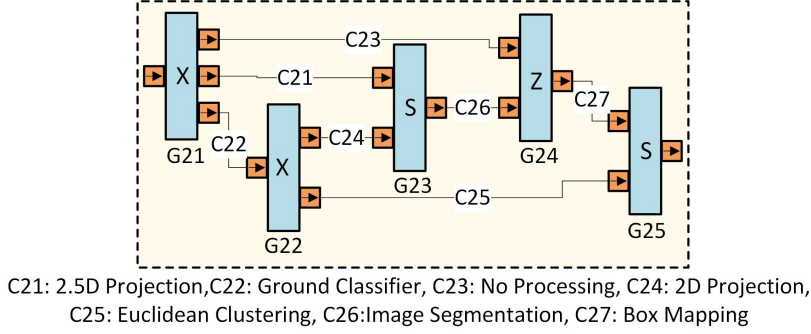 C23
X
C21
Z
C27
S
C26
C22
C24
G21
X
G24
S
G23
C25
G22
G25
C21: 2.5D Projection,C22: Ground Classifier, C23: No Processing, C24: 2D Projection,
C25: Euclidean Clustering, C26:Image Segmentation, C27: Box Mapping